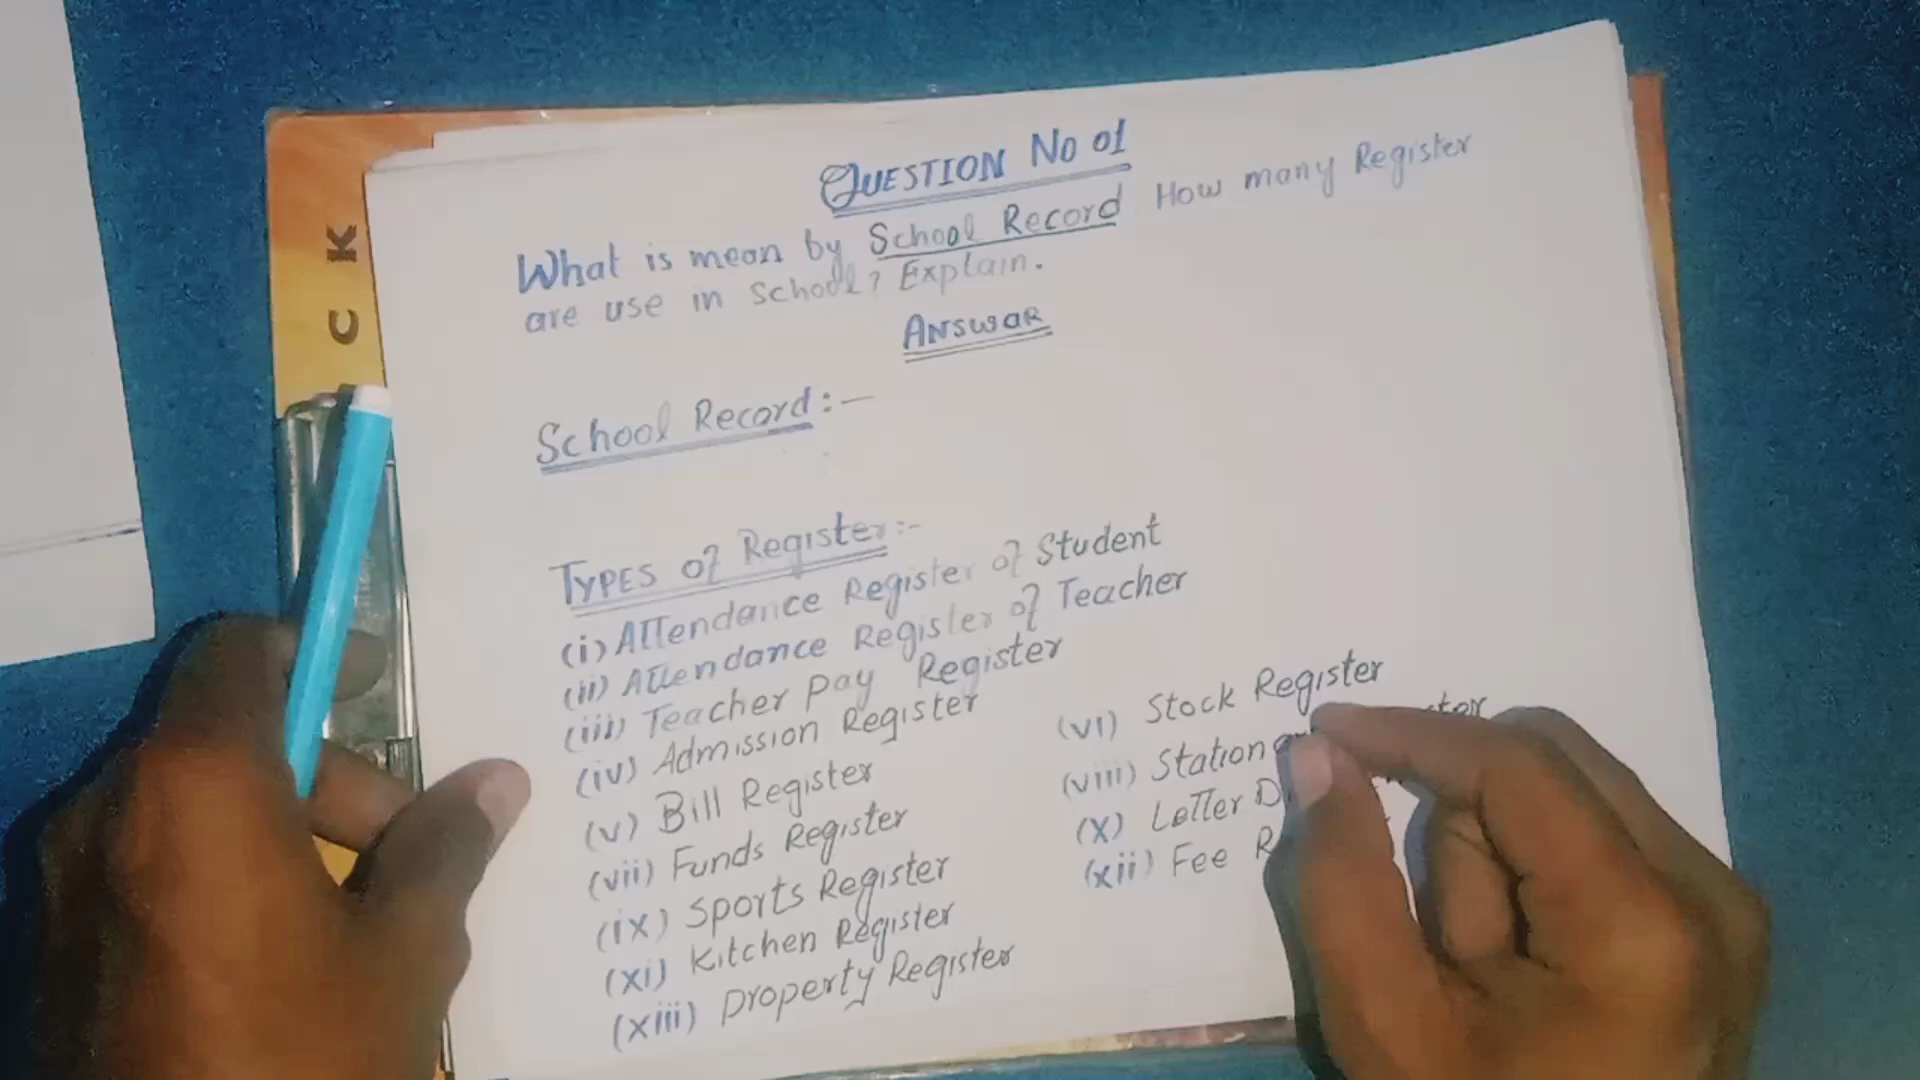 C K
QUESTION No 01
What is mean by School Record. How many Register
are use in School? Explain.
ANSWAR
School Record:-
TYPES of Register:-
(i) Attendance Register of Student
(ii) Attendance Register of Teacher
(iii) Teacher Pay Register
(iv) Admission Register
(v) Bill Register
(vi) Stock Register
(vii) Funds Register
(viii)
(ix) Sports Register
(x) Letter
(xi) Kitchen Register
(xii) Fee
(xiii) Property Register